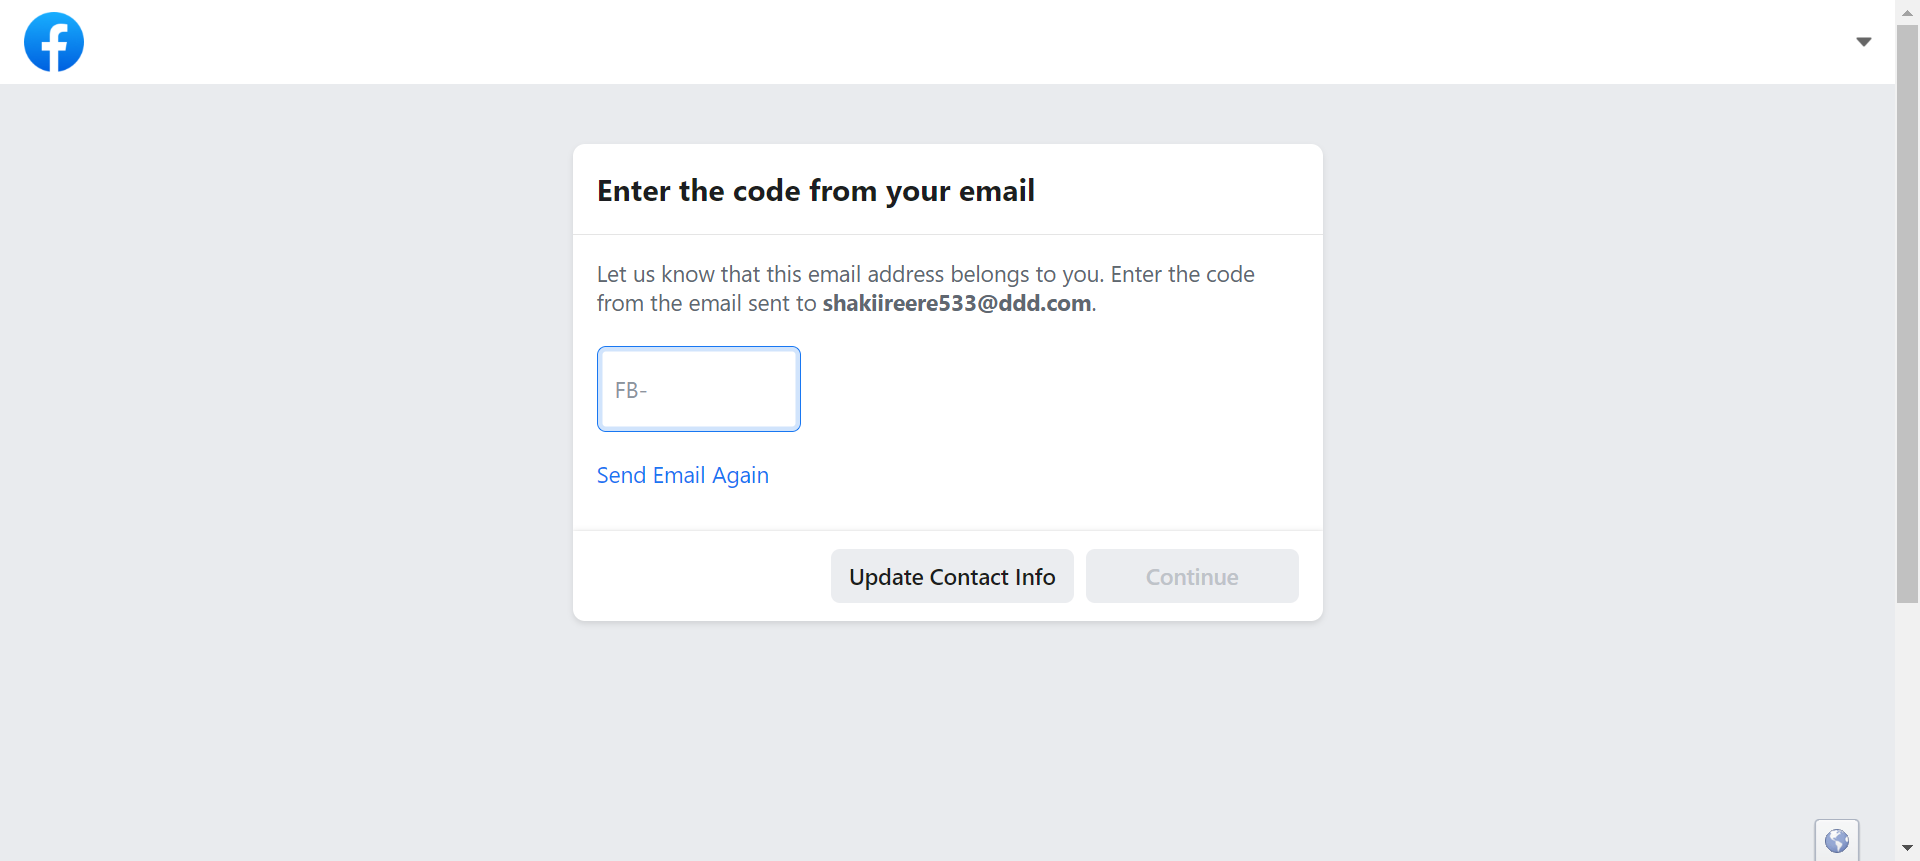 Enter the code from your email
Let us know that this email address belongs to you. Enter the code
from the email sent to shakiireere533@ddd.com.
FB-
Send Email Again
Update Contact Info
Continue